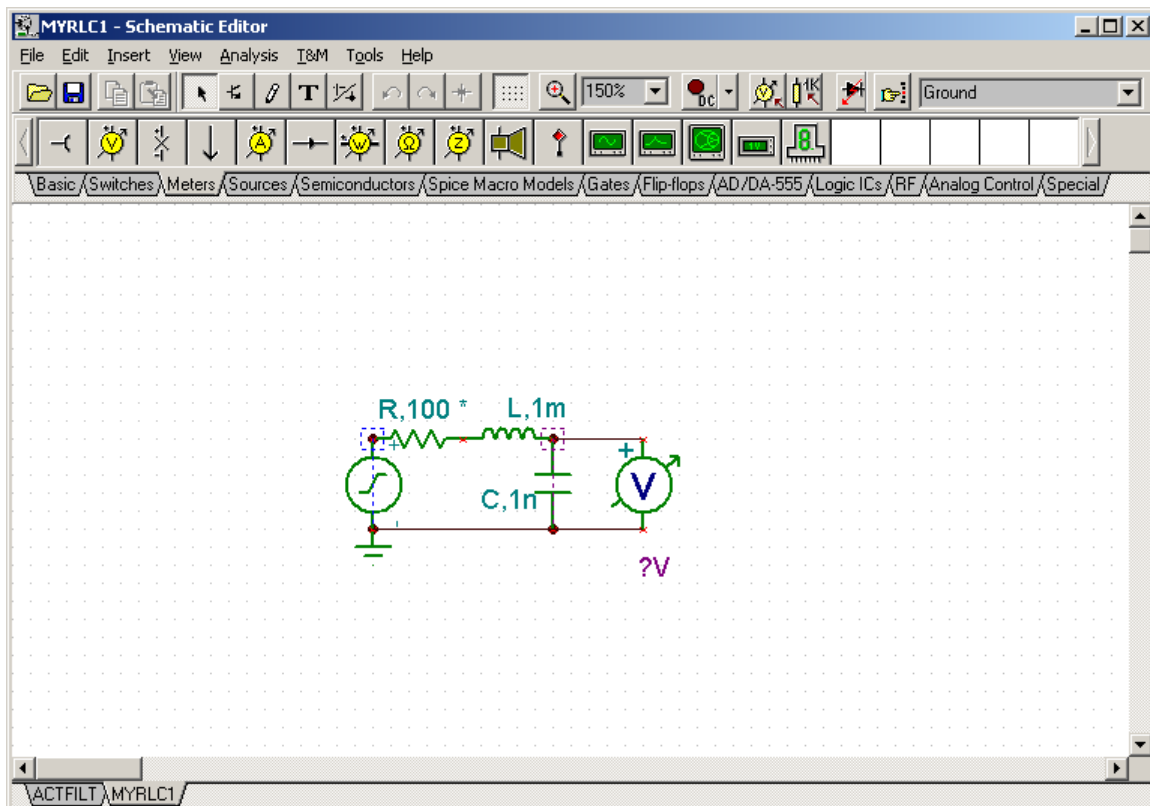 MYRLC1 - Schematic Editor
File Edit Insert View Analysis T&M Tools Help
T 150% DC 1K Ground
V A W Ω Z 1V 8.
Basic Switches Meters Sources Semiconductors Spice Macro Models Gates Flip-flops AD/DA-555 Logic ICs RF Analog Control Special
R,100 * L,1m
+ +
V
C,1n
?V
ACTFILT MYRLC1